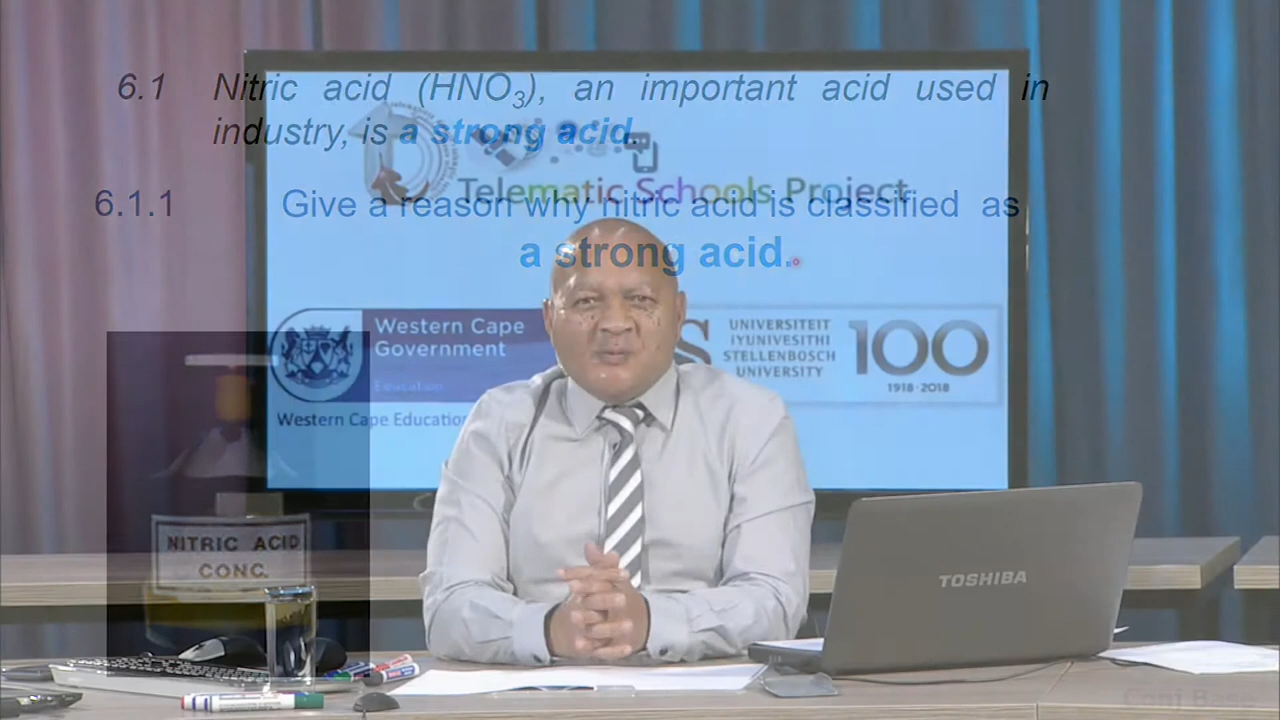 6.1 Nitric acid (HNO₃), an important acid used in
industry, is a strong acid.
Telematic Schools Project
6.1.1 Give a reason why nitric acid is classified as
a strong acid.
Western Cape
Government
Education
Western Cape Education
UNIVERSITEIT
IYUNIVESITHI
STELLENBOSCH
UNIVERSITY
100
1918 · 2018
NITRIC ACID
CONC.
TOSHIBA
Conj Base